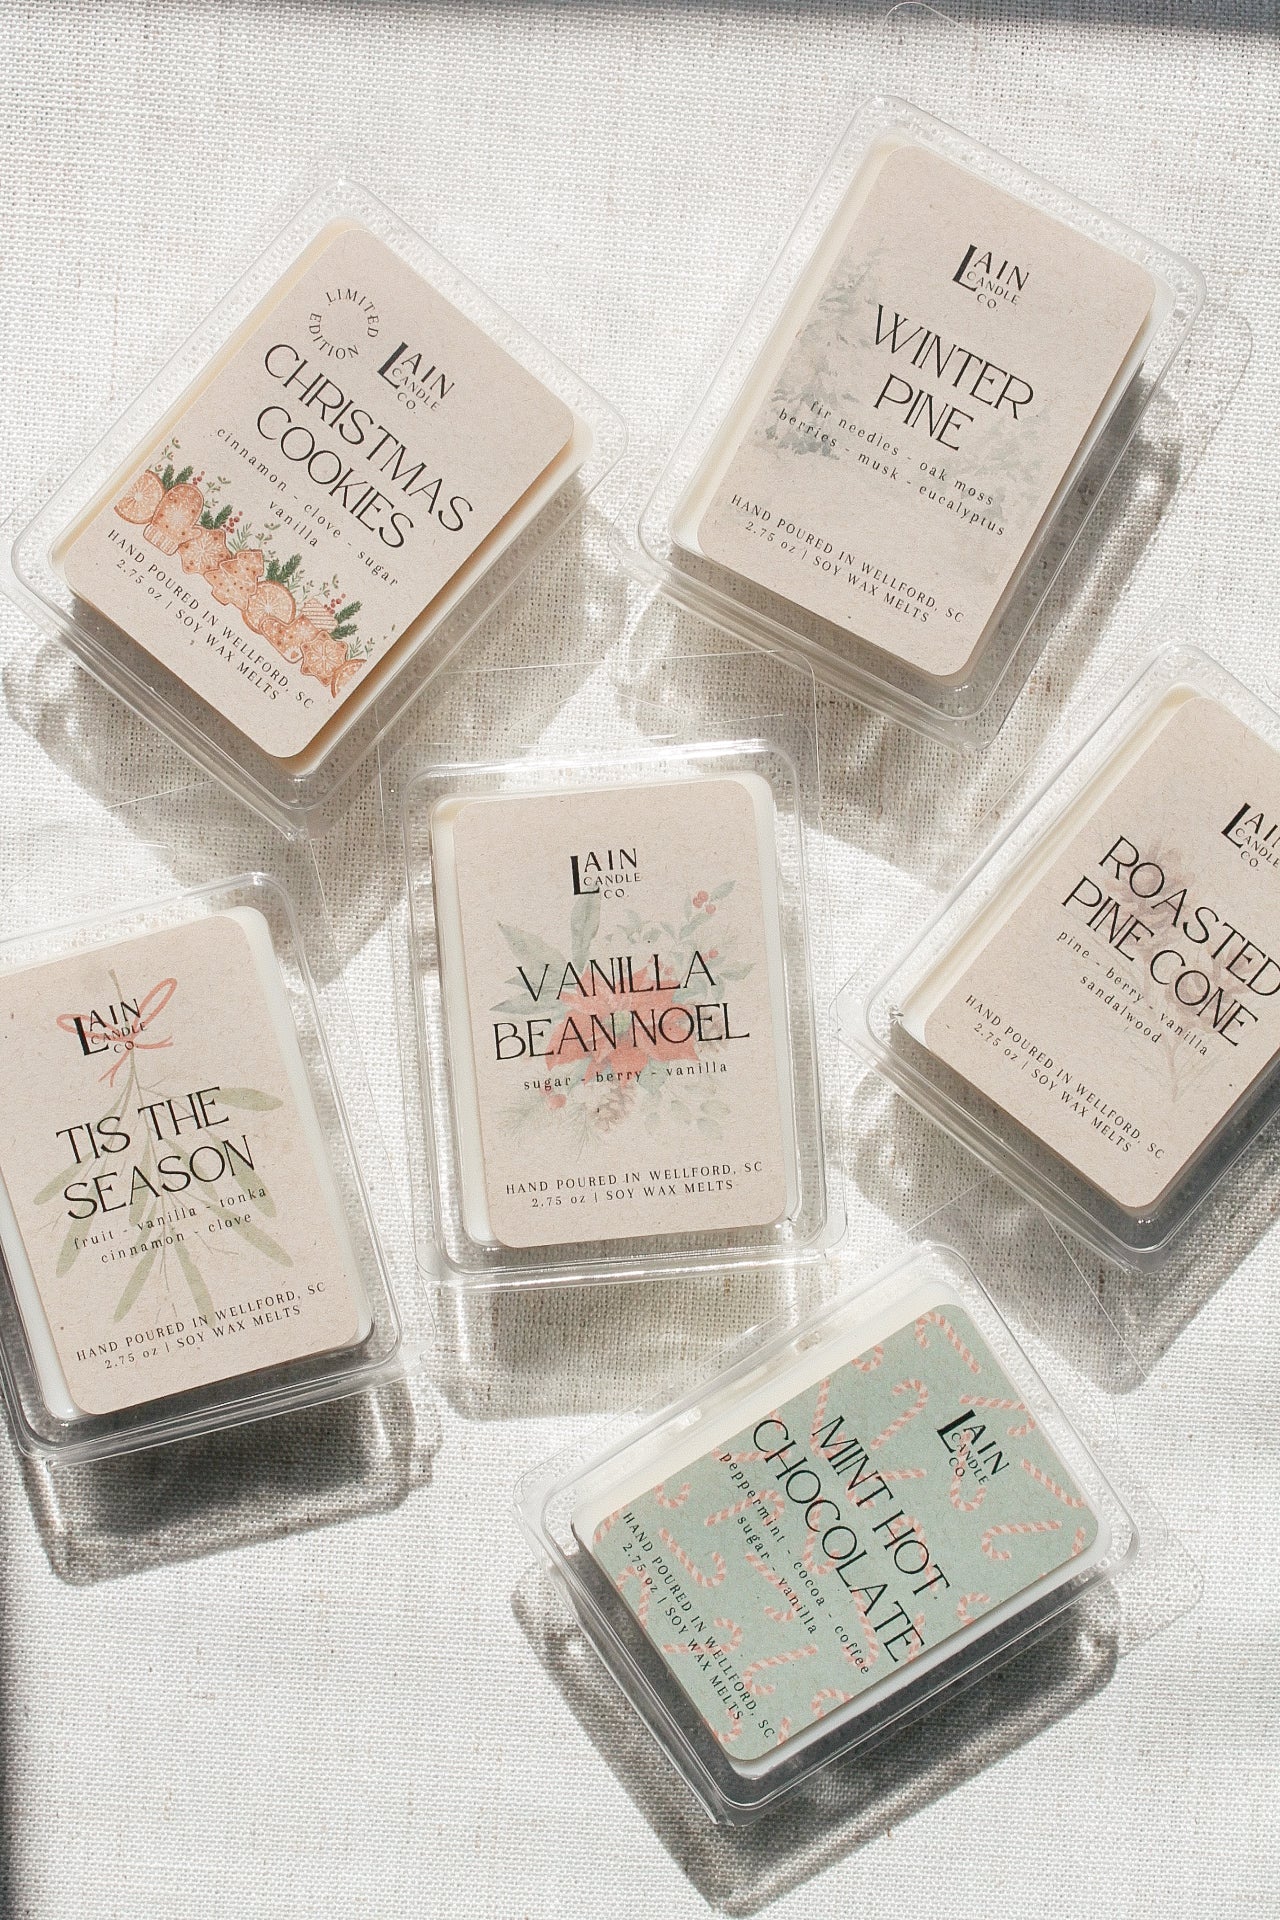 LIMITED
EDITION
LAIN
CANDLE
CO.
CHRISTMAS
COOKIES
cinnamon - clove - sugar
vanilla
HAND POURED IN WELLFORD, SC
2.75 oz | SOY WAX MELTS
LAIN
CANDLE
CO
WINTER
PINE
fir needles - oak moss
berries - musk - eucalyptus
HAND POURED IN WELLFORD, SC
2.75 oz | SOY WAX MELTS
LAIN
CANDLE
CO.
ROASTED
PINE CONE
pine - berry - vanilla
sandalwood
HAND POURED IN WELLFORD, SC
2.75 oz | SOY WAX MELTS
LAIN
CANDLE
CO.
VANILLA
BEAN NOEL
sugar - berry - vanilla
HAND POURED IN WELLFORD, SC
2.75 oz | SOY WAX MELTS
LAIN
CANDLE
CO.
TIS THE
SEASON
fruit - vanilla - tonka
cinnamon - clove
HAND POURED IN WELLFORD, SC
2.75 oz | SOY WAX MELTS
LAIN
CANDLE
CO.
MINT HOT
CHOCOLATE
peppermint - cocoa - coffee
sugar - vanilla
HAND POURED IN WELLFORD, SC
2.75 oz | SOY WAX MELTS